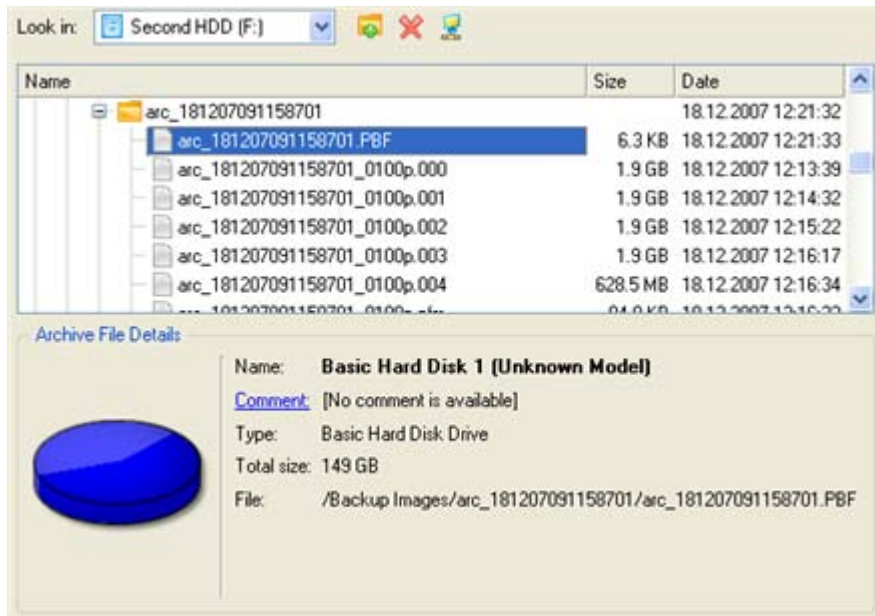 Look in: Second HDD (F:)
Name Size Date
arc_181207091158701 18.12.2007 12:21:32
arc_181207091158701.PBF 6.3 KB 18.12.2007 12:21:33
arc_181207091158701_0100p.000 1.9 GB 18.12.2007 12:13:39
arc_181207091158701_0100p.001 1.9 GB 18.12.2007 12:14:32
arc_181207091158701_0100p.002 1.9 GB 18.12.2007 12:15:22
arc_181207091158701_0100p.003 1.9 GB 18.12.2007 12:16:17
arc_181207091158701_0100p.004 628.5 MB 18.12.2007 12:16:34
Archive File Details
Name: Basic Hard Disk 1 (Unknown Model)
Comment: [No comment is available]
Type: Basic Hard Disk Drive
Total size: 149 GB
File: /Backup Images/arc_181207091158701/arc_181207091158701.PBF